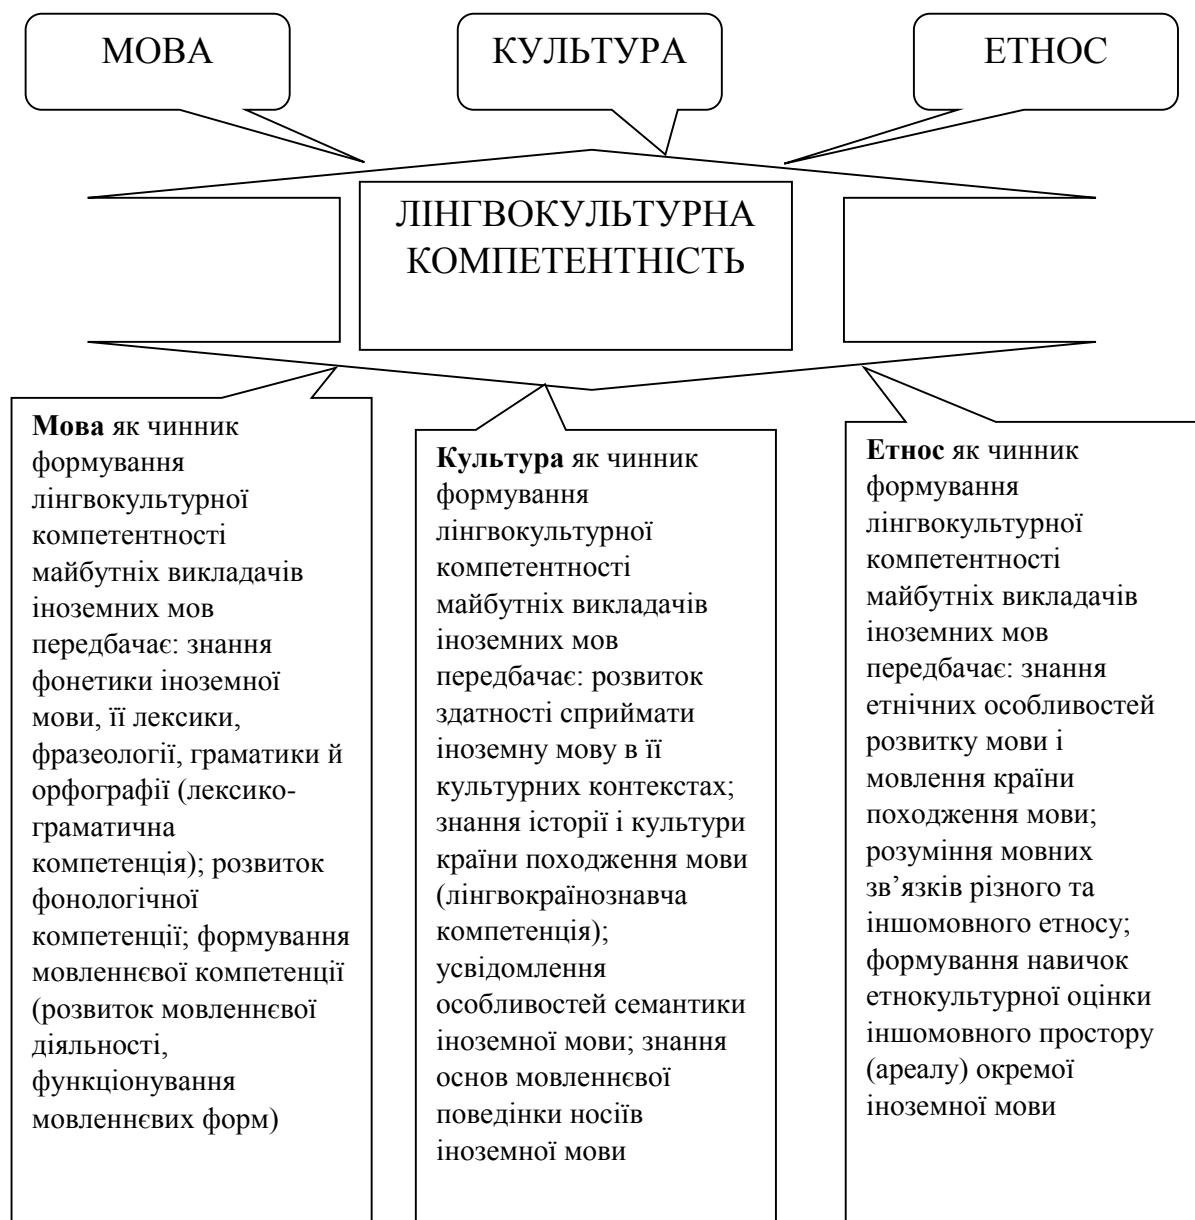 МОВА
КУЛЬТУРА
ЕТНОС
ЛІНГВОКУЛЬТУРНА
КОМПЕТЕНТНІСТЬ
Мова як чинник
формування
лінгвокультурної
компетентності
майбутніх викладачів
іноземних мов
передбачає: знання
фонетики іноземної
мови, її лексики,
фразеології, граматики й
орфографії (лексико-
граматична
компетенція); розвиток
фонологічної
компетенції; формування
мовленнєвої компетенції
(розвиток мовленнєвої
діяльності,
функціонування
мовленнєвих форм)
Культура як чинник
формування
лінгвокультурної
компетентності
майбутніх викладачів
іноземних мов
передбачає: розвиток
здатності сприймати
іноземну мову в її
культурних контекстах;
знання історії і культури
країни походження мови
(лінгвокраїнознавча
компетенція);
усвідомлення
особливостей семантики
іноземної мови; знання
основ мовленнєвої
поведінки носіїв
іноземної мови
Етнос як чинник
формування
лінгвокультурної
компетентності
майбутніх викладачів
іноземних мов
передбачає: знання
етнічних особливостей
розвитку мови і
мовлення країни
походження мови;
розуміння мовних
зв’язків різного та
іншомовного етносу;
формування навичок
етнокультурної оцінки
іншомовного простору
(ареалу) окремої
іноземної мови